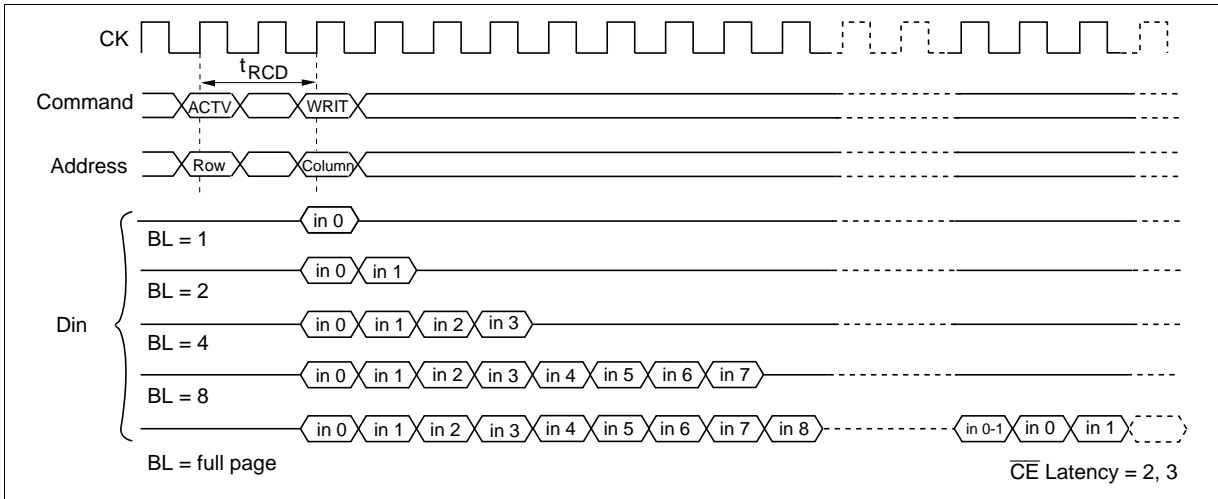 CK
tRCD
Command ACTV WRIT
Address Row Column
Din
in 0
BL = 1
in 0 in 1
BL = 2
in 0 in 1 in 2 in 3
BL = 4
in 0 in 1 in 2 in 3 in 4 in 5 in 6 in 7
BL = 8
in 0 in 1 in 2 in 3 in 4 in 5 in 6 in 7 in 8 in 0-1 in 0 in 1
BL = full page
C̅E̅ Latency = 2, 3